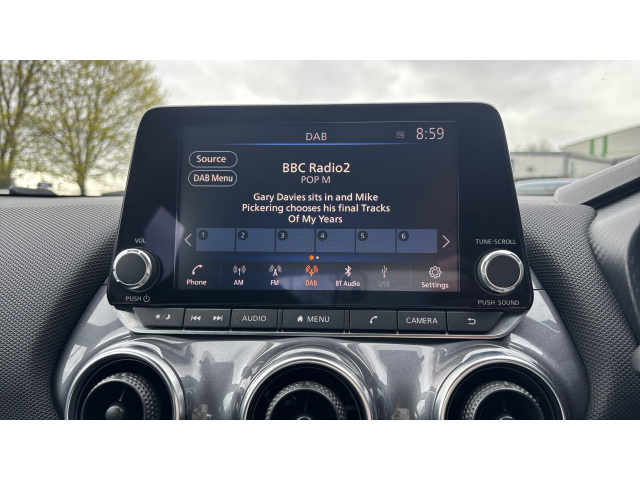 DAB
8:59
Source
DAB Menu
BBC Radio2
POP M
Gary Davies sits in and Mike
Pickering chooses his final Tracks
Of My Years
1 2 3 4 5 6
VOL
TUNE-SCROLL
Phone AM FM DAB BT Audio USB Settings
PUSH
PUSH SOUND
AUDIO MENU CAMERA